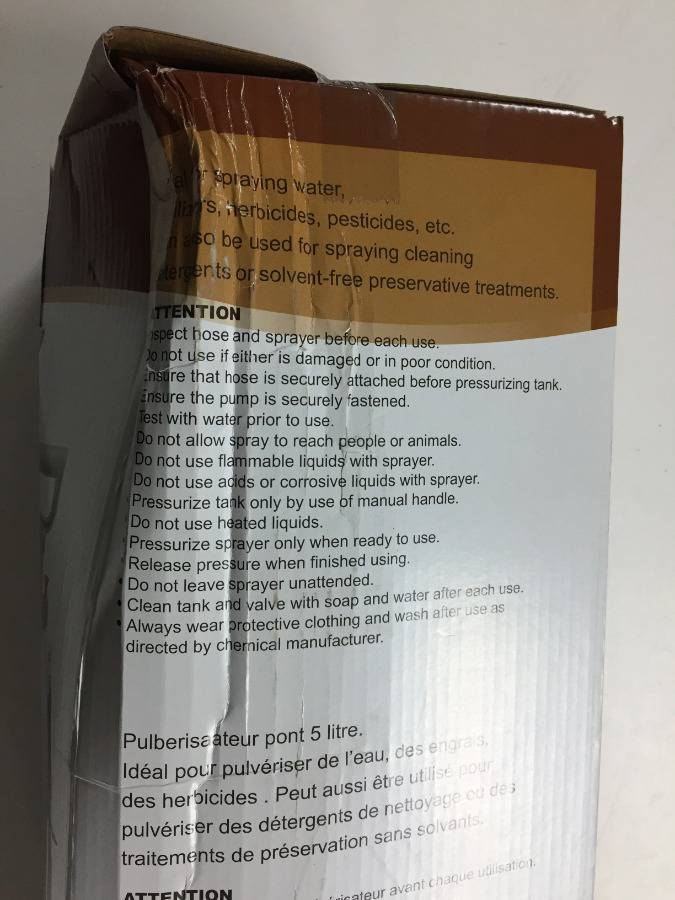 spraying water,
herbicides, pesticides, etc.
so be used for spraying cleaning
or solvent-free preservative treatments.
ATTENTION
hose and sprayer before each use.
Do not use if either is damaged or in poor condition.
Ensure that hose is securely attached before pressurizing tank.
Ensure the pump is securely fastened.
Test with water prior to use.
Do not allow spray to reach people or animals.
Do not use flammable liquids with sprayer.
Do not use acids or corrosive liquids with sprayer.
Pressurize tank only by use of manual handle.
Do not use heated liquids.
• Pressurize sprayer only when ready to use.
Release pressure when finished using.
• Do not leave sprayer unattended.
• Clean tank and valve with soap and water after each use.
• Always wear protective clothing and wash after use as
directed by chemical manufacturer.
Pulberisaateur pont 5 litre.
Idéal pour pulvériser de l'eau, des engrais,
des herbicides . Peut aussi être utilisé pour
pulvériser des détergents de nettoyage ou des
traitements de préservation sans solvants.
ATTENTION
avant chaque utilisation.